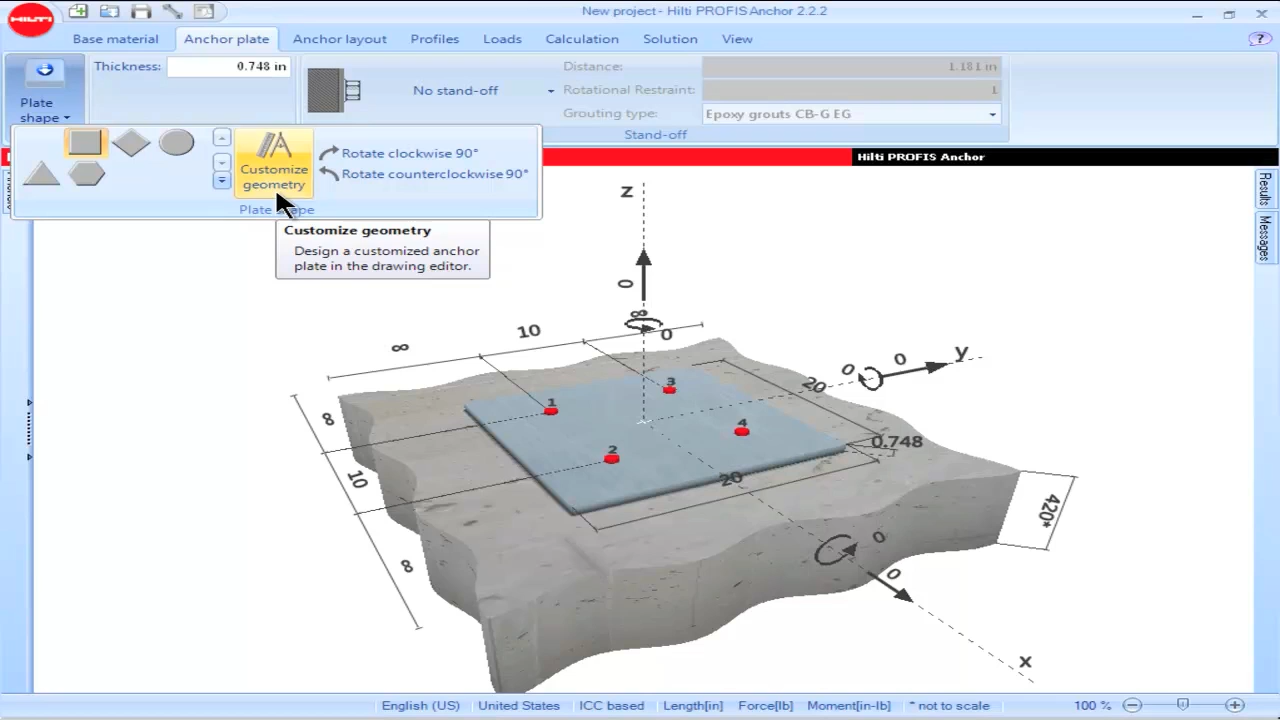 New project - Hilti PROFIS Anchor 2.2.2
HILTI
Base material
Anchor plate
Anchor layout
Profiles
Loads
Calculation
Solution
View
?
Plate
shape
Thickness:
0.748 in
No stand-off
Distance:
1.181 in
Rotational Restraint:
1
Grouting type:
Epoxy grouts CB-G EG
Stand-off
Customize
geometry
Rotate clockwise 90°
Rotate counterclockwise 90°
Customize geometry
Design a customized anchor
plate in the drawing editor.
Hilti PROFIS Anchor
Results
Messages
z
0
∞
0
10
∞
y
0
0
20
3
1
4
2
8
10
8
0.748
20
420*
0
0
x
English (US)
United States
ICC based
Length[in]
Force[lb]
Moment[in-lb]
* not to scale
100 %